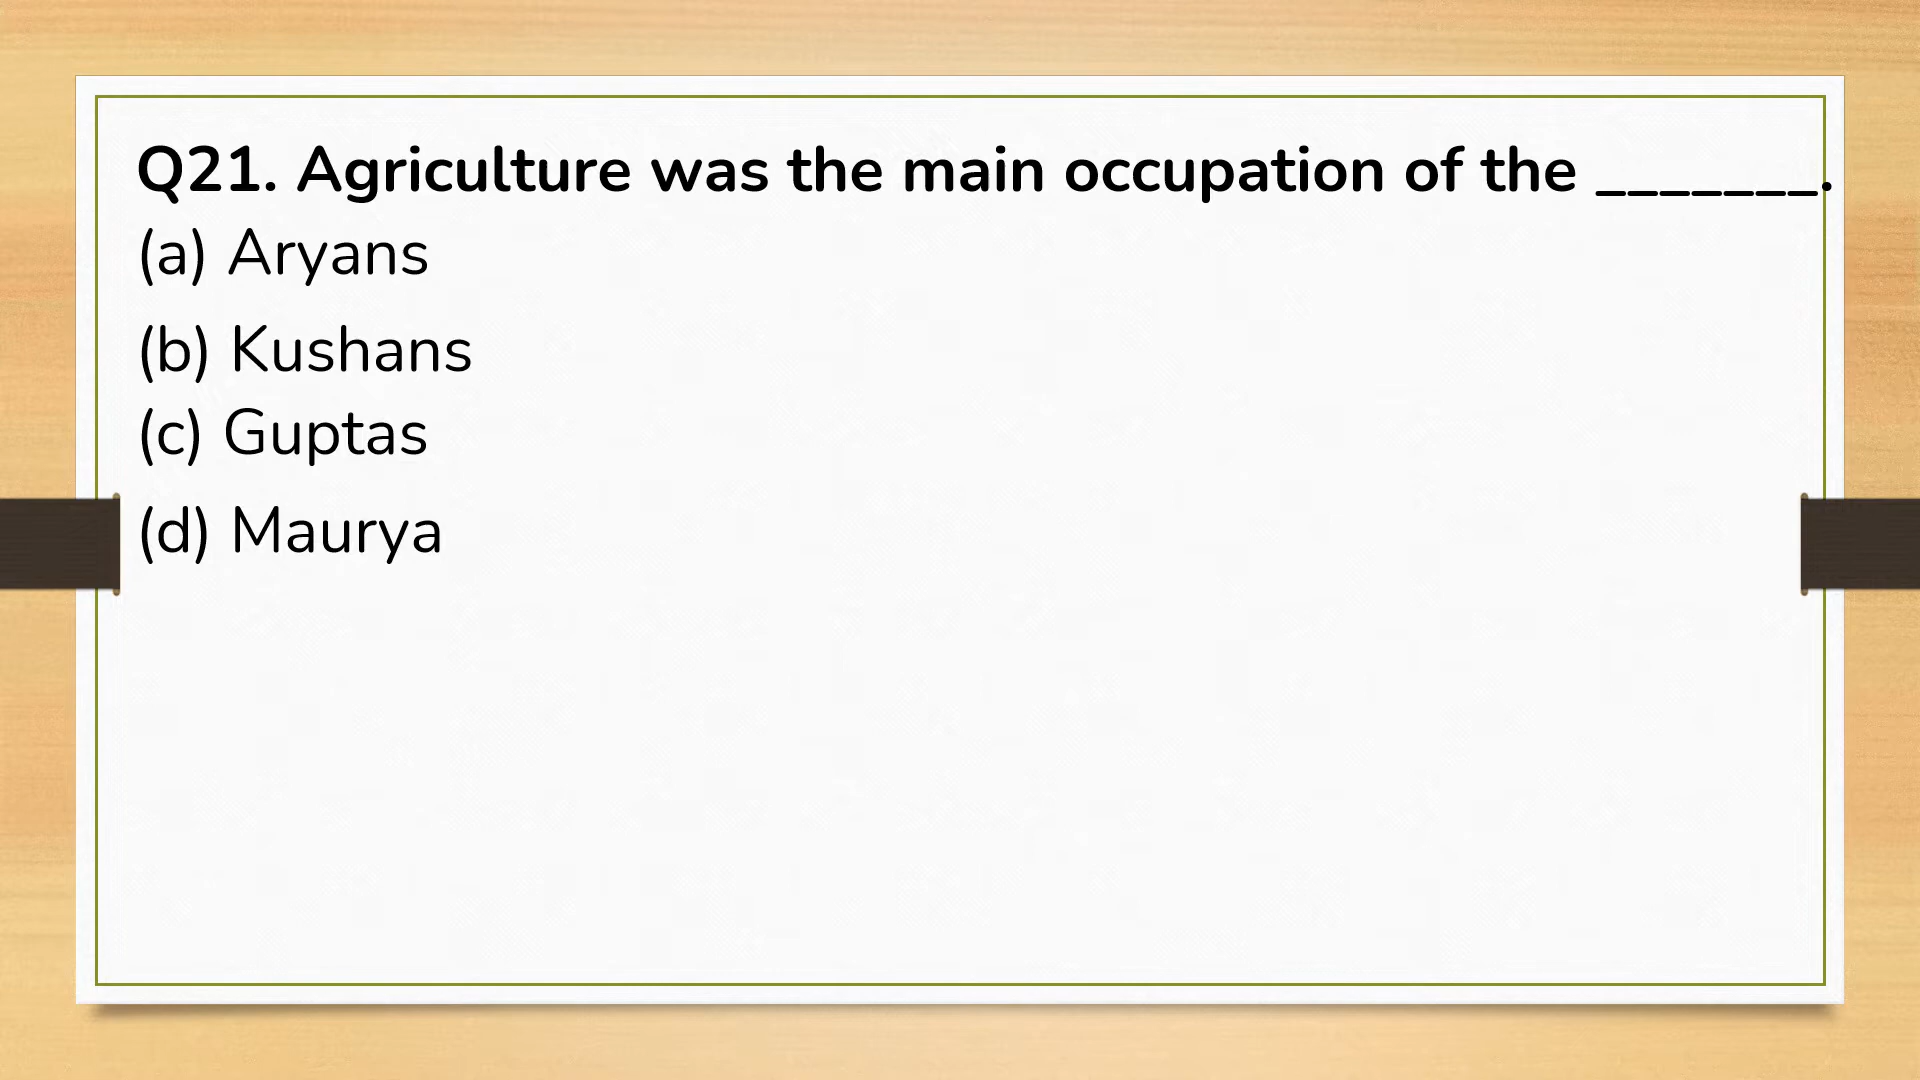 Q21. Agriculture was the main occupation of the _______.
(a) Aryans
(b) Kushans
(c) Guptas
(d) Maurya